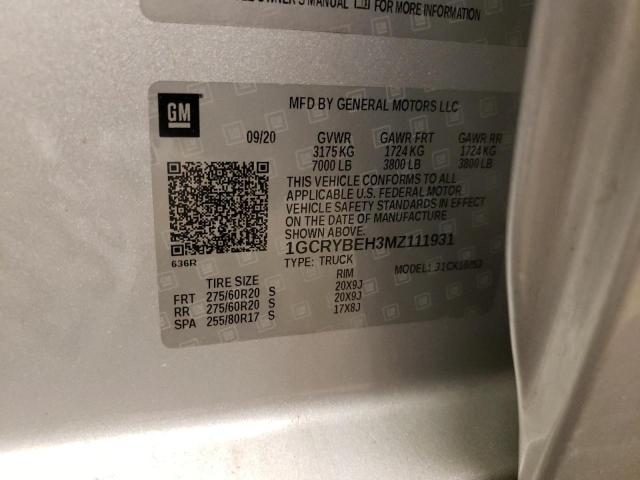 OWNER'S MANUAL FOR MORE INFORMATION
GM
MFD BY GENERAL MOTORS LLC
09/20 GVWR GAWR FRT GAWR RR
3175 KG 1724 KG 1724 KG
7000 LB 3800 LB 3800 LB
THIS VEHICLE CONFORMS TO ALL
APPLICABLE U.S. FEDERAL MOTOR
VEHICLE SAFETY STANDARDS IN EFFECT
ON THE DATE OF MANUFACTURE
SHOWN ABOVE.
636R
1GCRYBEH3MZ111931
TYPE: TRUCK
TIRE SIZE RIM
FRT 275/60R20 S 20X9J
RR 275/60R20 S 20X9J
SPA 255/80R17 S 17X8J